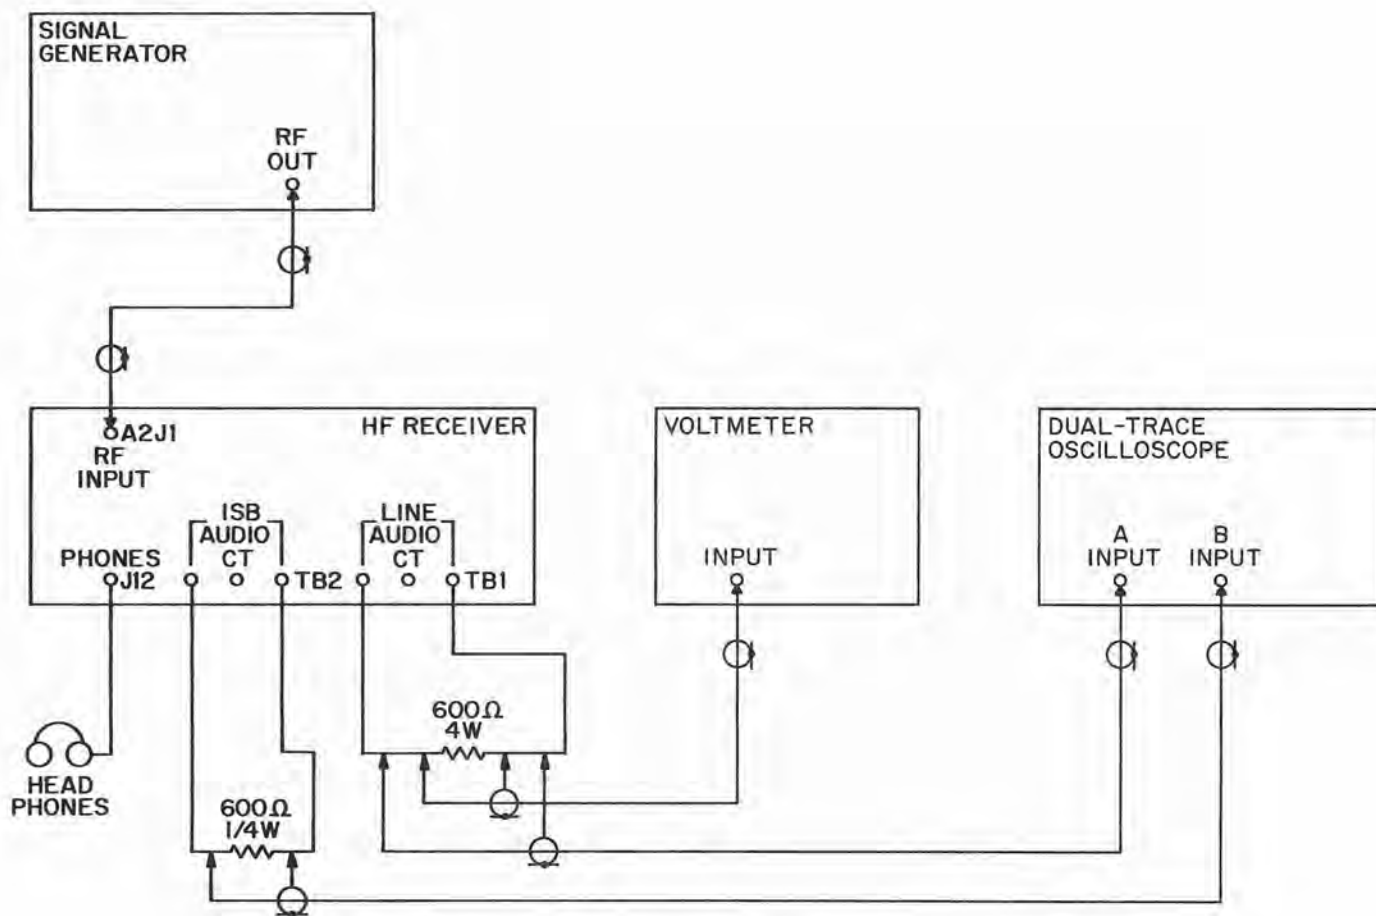 SIGNAL
GENERATOR
RF
OUT
A2J1
RF
INPUT
HF RECEIVER
ISB
AUDIO
CT
LINE
AUDIO
CT
PHONES
J12
TB2
TB1
VOLTMETER
INPUT
DUAL-TRACE
OSCILLOSCOPE
A
INPUT
B
INPUT
HEAD
PHONES
600Ω
1/4W
600Ω
4W